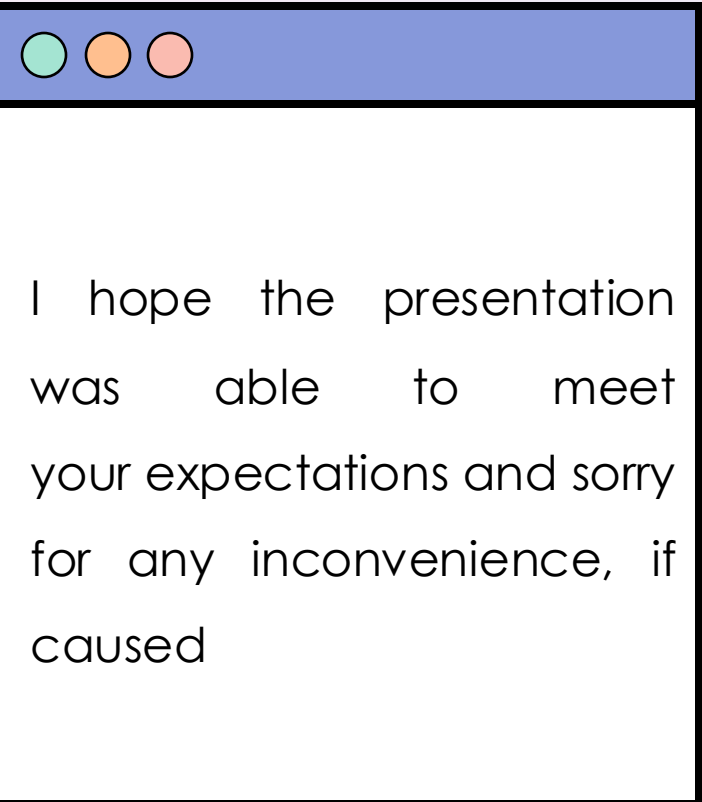 I hope the presentation
was able to meet
your expectations and sorry
for any inconvenience, if
caused